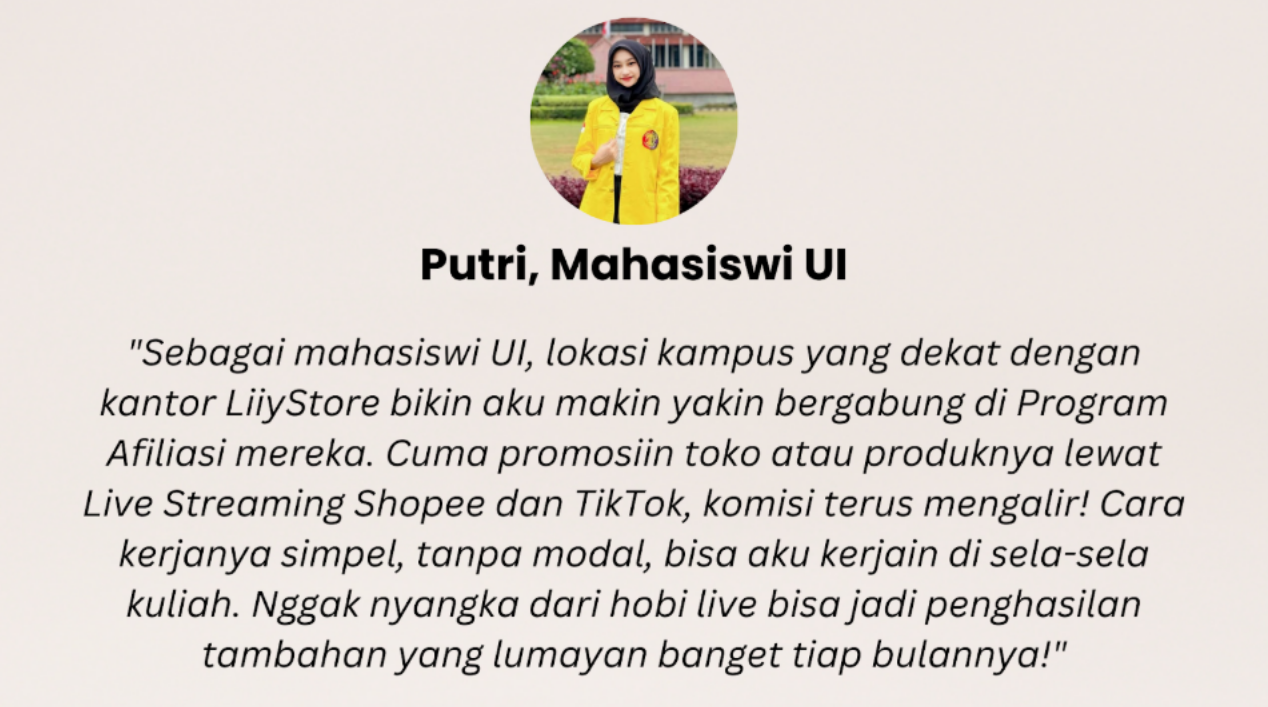 Putri, Mahasiswi UI
"Sebagai mahasiswi UI, lokasi kampus yang dekat dengan
kantor LiiyStore bikin aku makin yakin bergabung di Program
Afiliasi mereka. Cuma promosiin toko atau produknya lewat
Live Streaming Shopee dan TikTok, komisi terus mengalir! Cara
kerjanya simpel, tanpa modal, bisa aku kerjain di sela-sela
kuliah. Nggak nyangka dari hobi live bisa jadi penghasilan
tambahan yang lumayan banget tiap bulannya!"